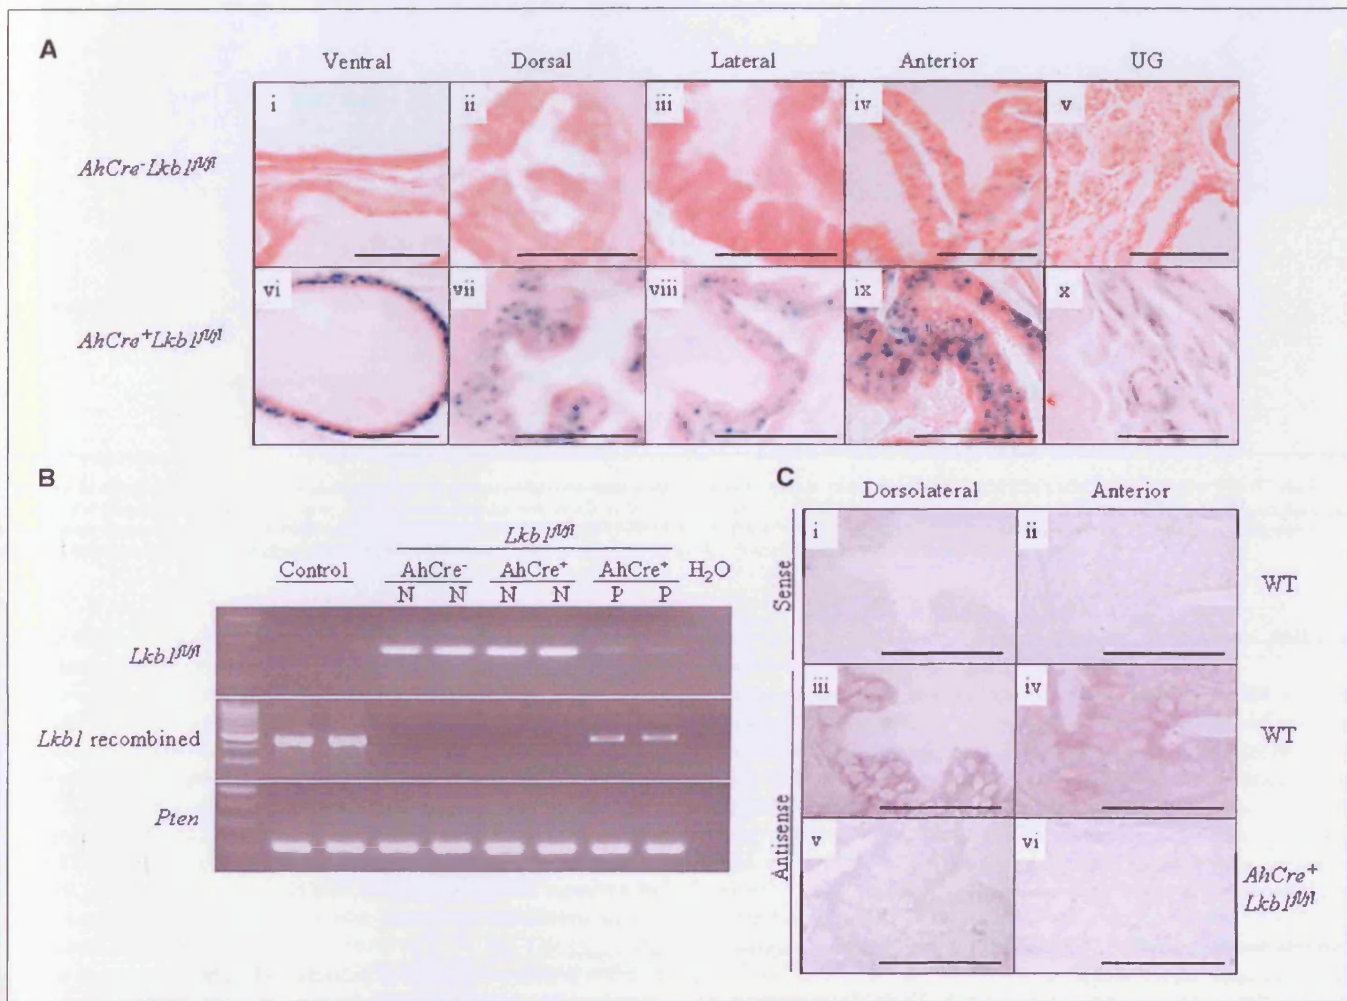 A
Ventral Dorsal Lateral Anterior UG
AhCre⁻Lkb1ᶠˡ/ᶠˡ
i ii iii iv v
AhCre⁺Lkb1ᶠˡ/ᶠˡ
vi vii viii ix x
B
Lkb1ᶠˡ/ᶠˡ
Control AhCre⁻ AhCre⁺ AhCre⁺ H₂O
N N N N P P
Lkb1ᶠˡ/ᶠˡ
Lkb1 recombined
Pten
C
Dorsolateral Anterior
Sense
i ii
WT
Antisense
iii iv
WT
v vi
AhCre⁺
Lkb1ᶠˡ/ᶠˡ